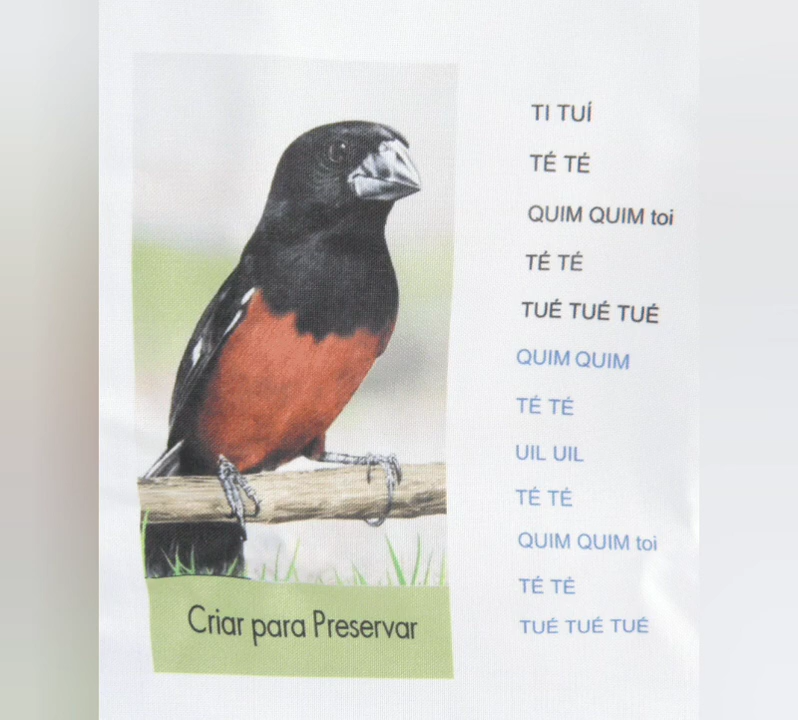 TI TUÍ
TÉ TÉ
QUIM QUIM toi
TÉ TÉ
TUÉ TUÉ TUÉ
QUIM QUIM
TÉ TÉ
UIL UIL
TÉ TÉ
QUIM QUIM toi
TÉ TÉ
TUÉ TUÉ TUÉ
Criar para Preservar